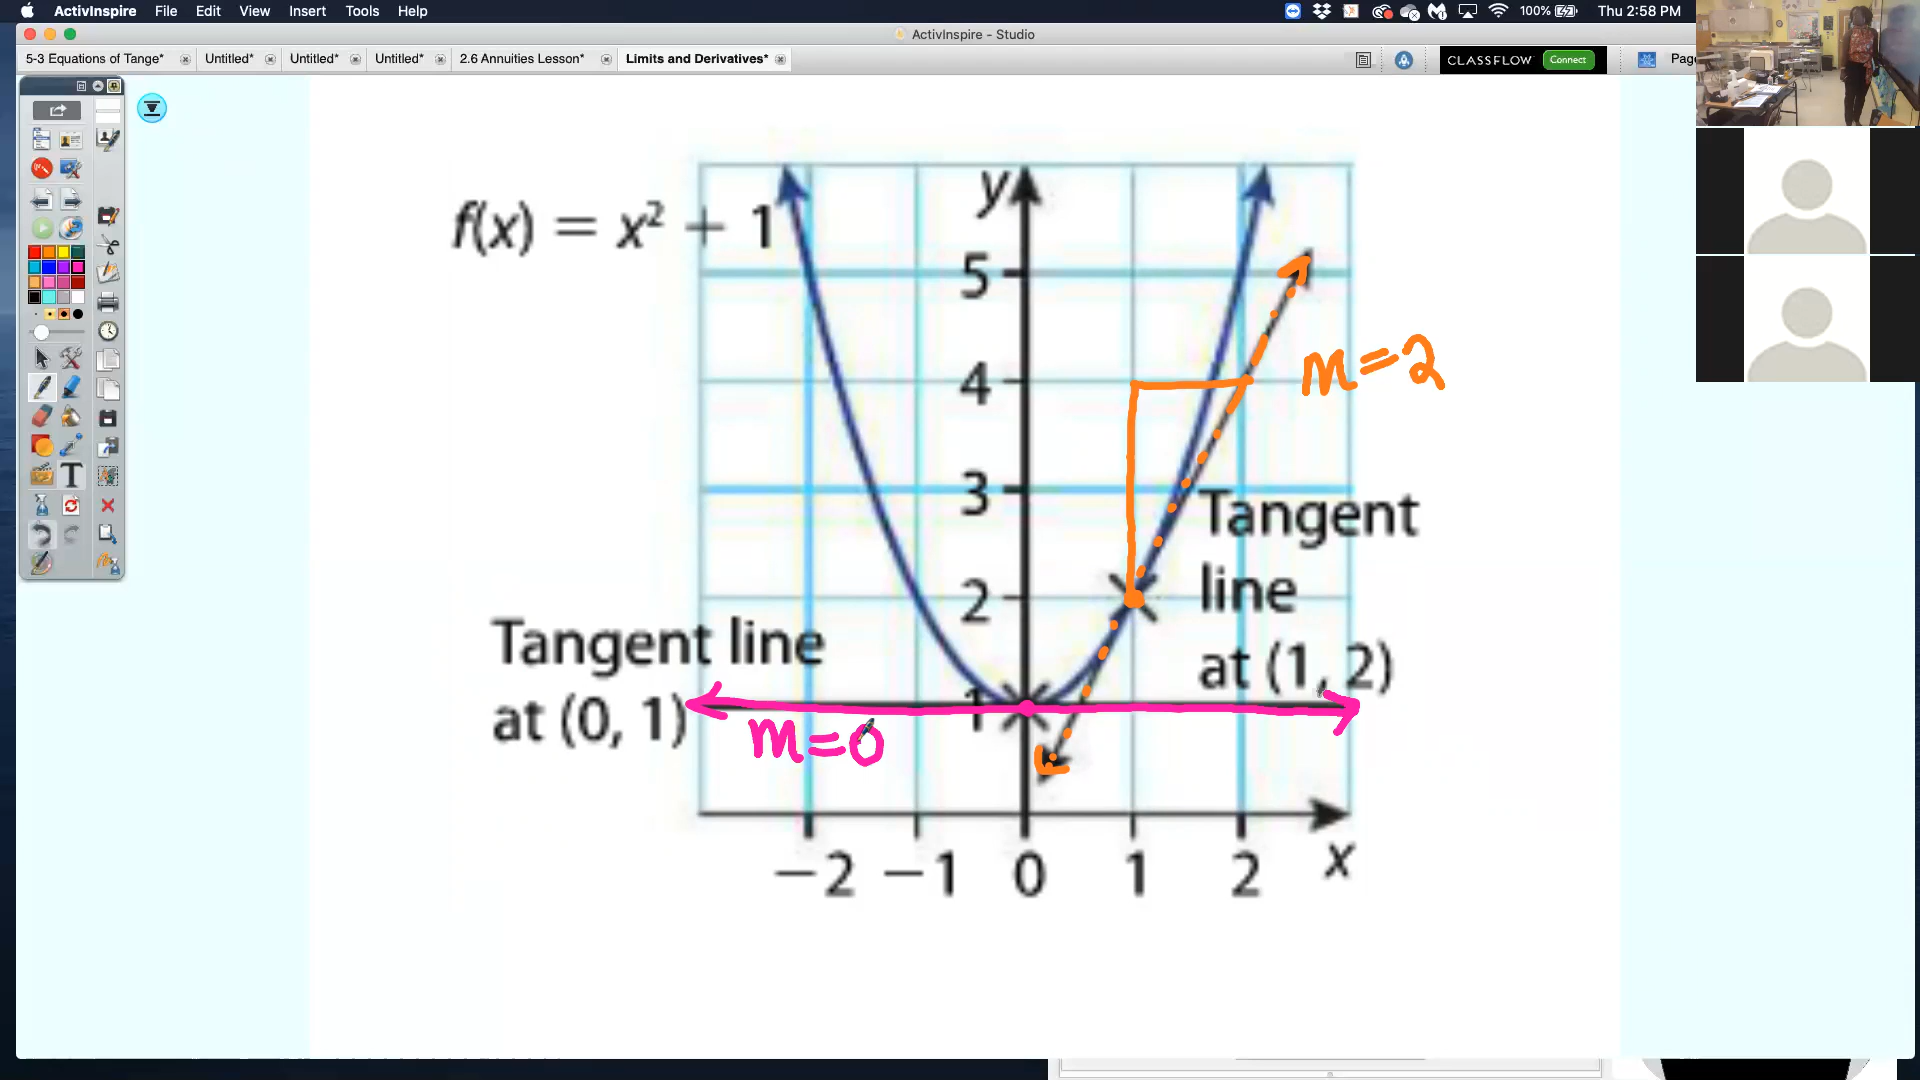 ActivInspire File Edit View Insert Tools Help 100% Thu 2:58 PM
ActivInspire - Studio
5-3 Equations of Tange* Untitled* Untitled* Untitled* 2.6 Annuities Lesson* Limits and Derivatives* CLASSFLOW Connect Pag
f(x) = x² + 1
y
5
4
3
2
1
m=2
Tangent
line
at (1, 2)
Tangent line
at (0, 1)
m=0
−2 −1 0 1 2 x
T